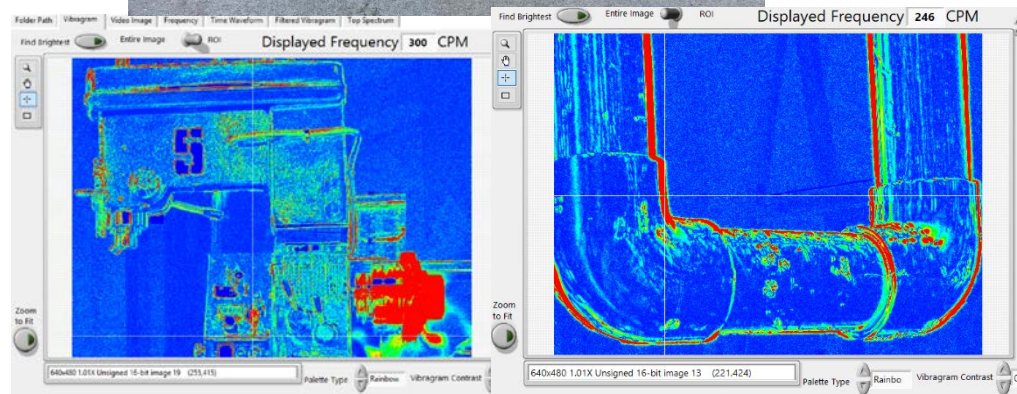 Folder Path Vibragram Video Image Frequency Time Waveform Filtered Vibragram Top Spectrum
Find Brightest Entire Image ROI Displayed Frequency 300 CPM
S
Zoom
to Fit
640x480 1.01X Unsigned 16-bit image 19 (253,415)
Palette Type Rainbow Vibragram Contrast
Find Brightest Entire Image ROI Displayed Frequency 246 CPM
Zoom
to Fit
640x480 1.01X Unsigned 16-bit image 13 (221,424)
Palette Type Rainbo Vibragram Contrast